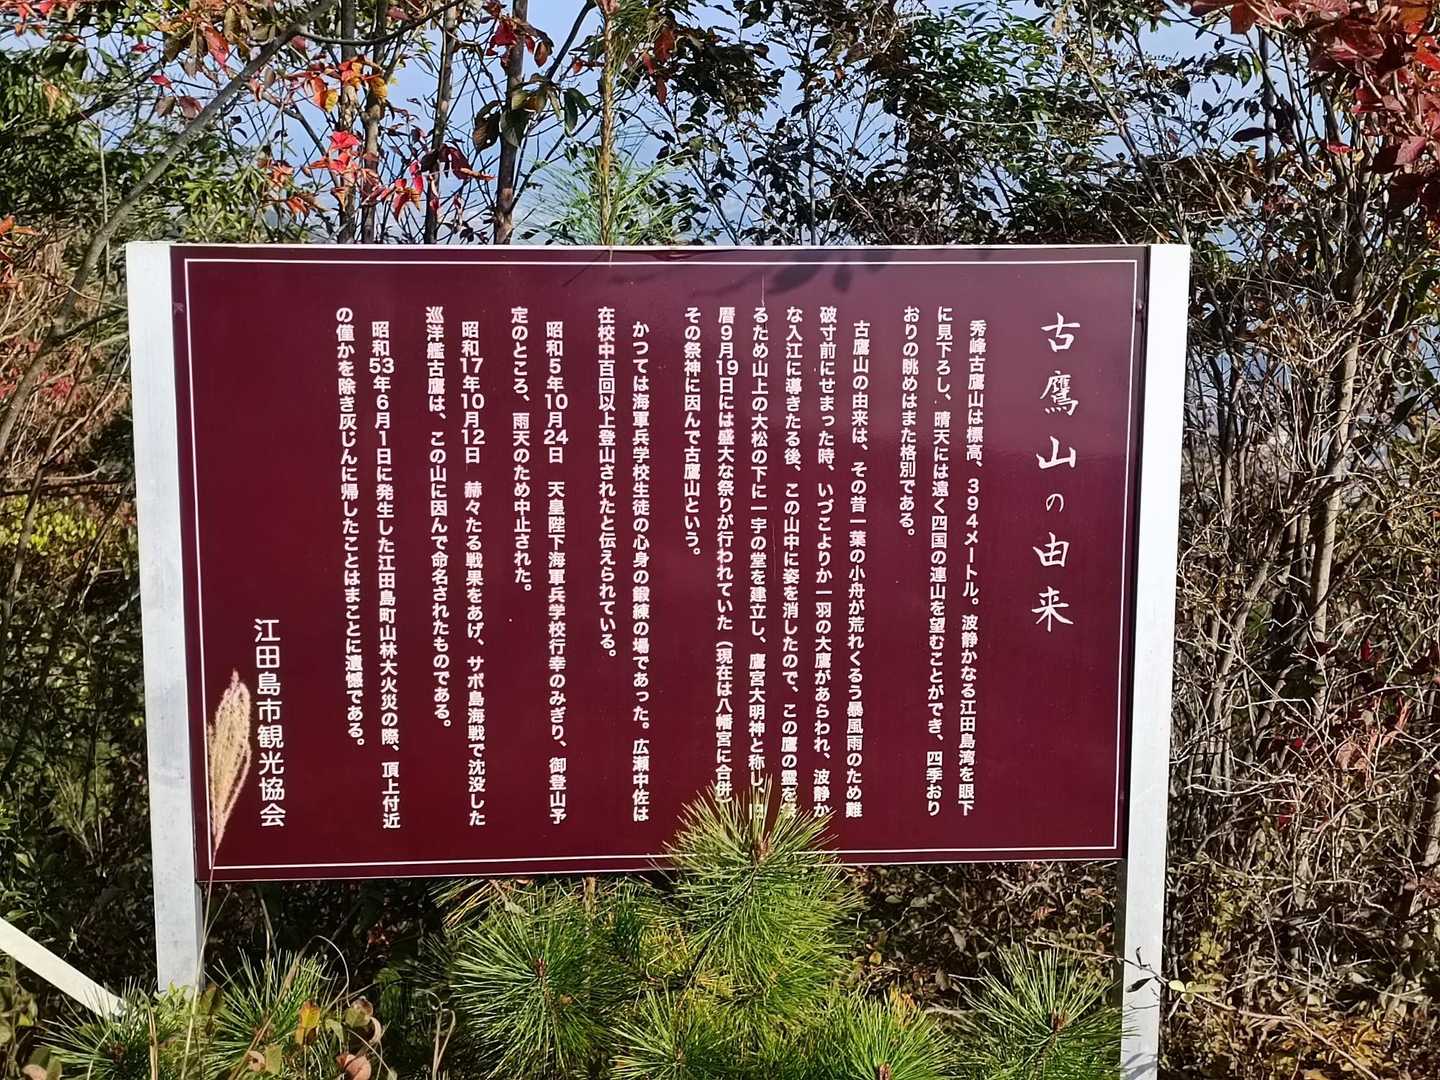 古鷹山の由来
秀峰古鷹山は標高、394メートル。波静かなる江田島湾を眼下
に見下ろし、晴天には遠く四国の連山を望むことができ、四季おり
おりの眺めはまた格別である。
古鷹山の由来は、その昔一葉の小舟が荒れくるう暴風雨のため難
破寸前にせまった時、いづこよりか一羽の大鷹があらわれ、波静か
な入江に導きたる後、この山中に姿を消したので、この鷹の霊を祭
るため山上の大松の下に一宇の堂を建立し、鷹宮大明神と称し、旧
暦9月19日には盛大な祭りが行われていた(現在は八幡宮に合併)
その祭神に因んで古鷹山という。
かつては海軍兵学校生徒の心身の鍛練の場であった。広瀬中佐は
在校中百回以上登山されたと伝えられている。
昭和5年10月24日 天皇陛下海軍兵学校行幸のみぎり、御登山予
定のところ、雨天のため中止された。
昭和17年10月12日 赫々たる戦果をあげ、サボ島海戦で沈没した
巡洋艦古鷹は、この山に因んで命名されたものである。
昭和53年6月1日に発生した江田島町山林大火災の際、頂上付近
の僅かを除き灰じんに帰したことはまことに遺憾である。
江田島市観光協会